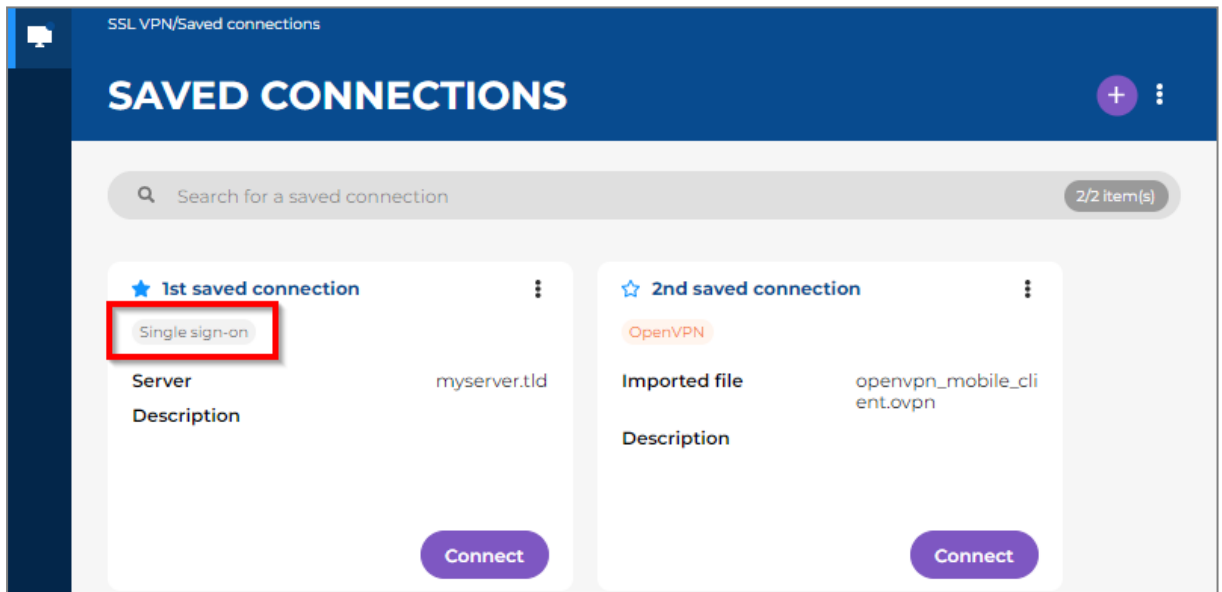 SSL VPN/Saved connections
SAVED CONNECTIONS
Search for a saved connection
2/2 item(s)
1st saved connection
Single sign-on
Server myserver.tld
Description
Connect
2nd saved connection
OpenVPN
Imported file openvpn_mobile_cli
ent.ovpn
Description
Connect